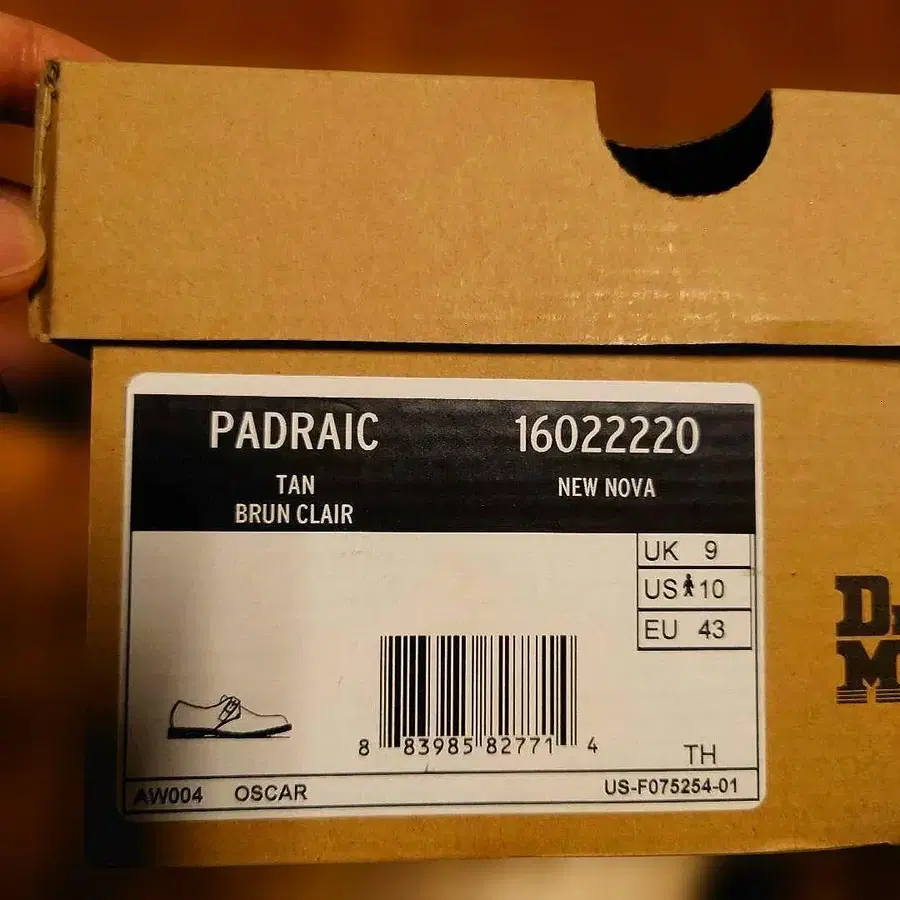 PADRAIC 16022220
TAN NEW NOVA
BRUN CLAIR
UK 9
US 10
EU 43
8 83985 82771 4
TH
AW004 OSCAR US-F075254-01